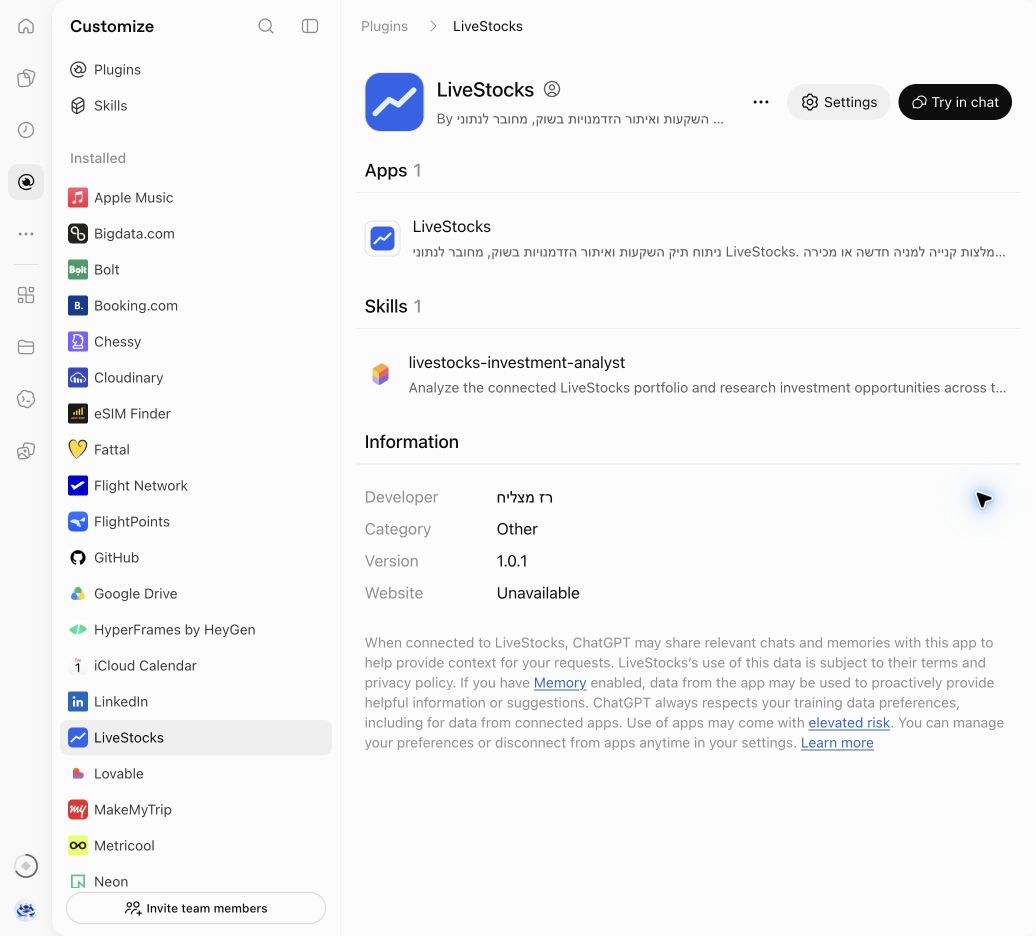 Customize
Plugins
Skills
Installed
Apple Music
Bigdata.com
Bolt
Booking.com
Chessy
Cloudinary
eSIM Finder
Fattal
Flight Network
FlightPoints
GitHub
Google Drive
HyperFrames by HeyGen
iCloud Calendar
LinkedIn
LiveStocks
Lovable
MakeMyTrip
Metricool
Neon
Invite team members
Plugins > LiveStocks
LiveStocks
By השקעות ואיתור הזדמנויות בשוק, מחובר לנתוני ...
Settings
Try in chat
Apps 1
LiveStocks
ניתוח תיק השקעות ואיתור הזדמנויות בשוק, מחובר לנתוני LiveStocks. מלצות קנייה למניה חדשה או מכירה...
Skills 1
livestocks-investment-analyst
Analyze the connected LiveStocks portfolio and research investment opportunities across t...
Information
Developer רז מצליח
Category Other
Version 1.0.1
Website Unavailable
When connected to LiveStocks, ChatGPT may share relevant chats and memories with this app to
help provide context for your requests. LiveStocks's use of this data is subject to their terms and
privacy policy. If you have Memory enabled, data from the app may be used to proactively provide
helpful information or suggestions. ChatGPT always respects your training data preferences,
including for data from connected apps. Use of apps may come with elevated risk. You can manage
your preferences or disconnect from apps anytime in your settings. Learn more